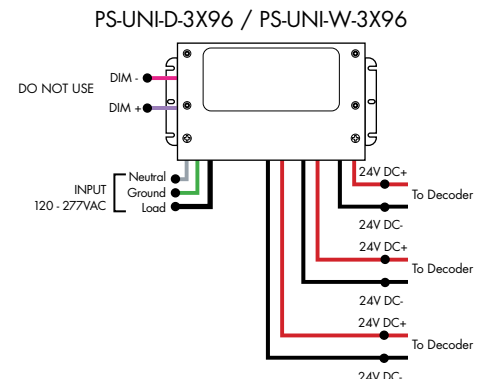 PS-UNI-D-3X96 / PS-UNI-W-3X96
DO NOT USE
DIM -
DIM +
INPUT
120 - 277VAC
Neutral
Ground
Load
24V DC+
To Decoder
24V DC-
24V DC+
To Decoder
24V DC-
24V DC+
To Decoder
24V DC-